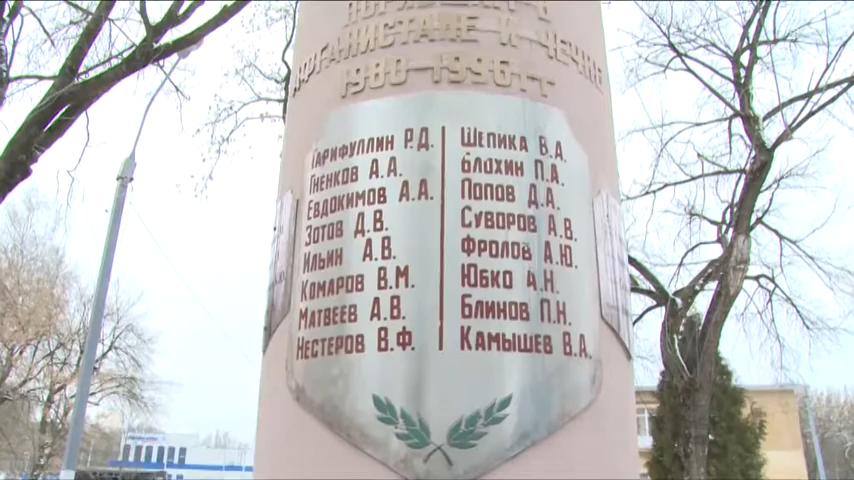 АФГАНИСТАНЕ И ЧЕЧНЕ
1980-1996 гг
ГАРИФУЛЛИН Р.Д.
ГНЕНКОВ А.А.
ЕВДОКИМОВ А.А.
ЗОТОВ Д.В.
ИЛЬИН А.В.
КОМАРОВ В.М.
МАТВЕЕВ А.В.
НЕСТЕРОВ В.Ф.
ШЕПИКА В.А.
БЛОХИН П.А.
ПОПОВ Д.А.
СУВОРОВ А.В.
ФРОЛОВ А.Ю.
ЮБКО А.Н.
БЛИНОВ П.Н.
КАМЫШЕВ В.А.